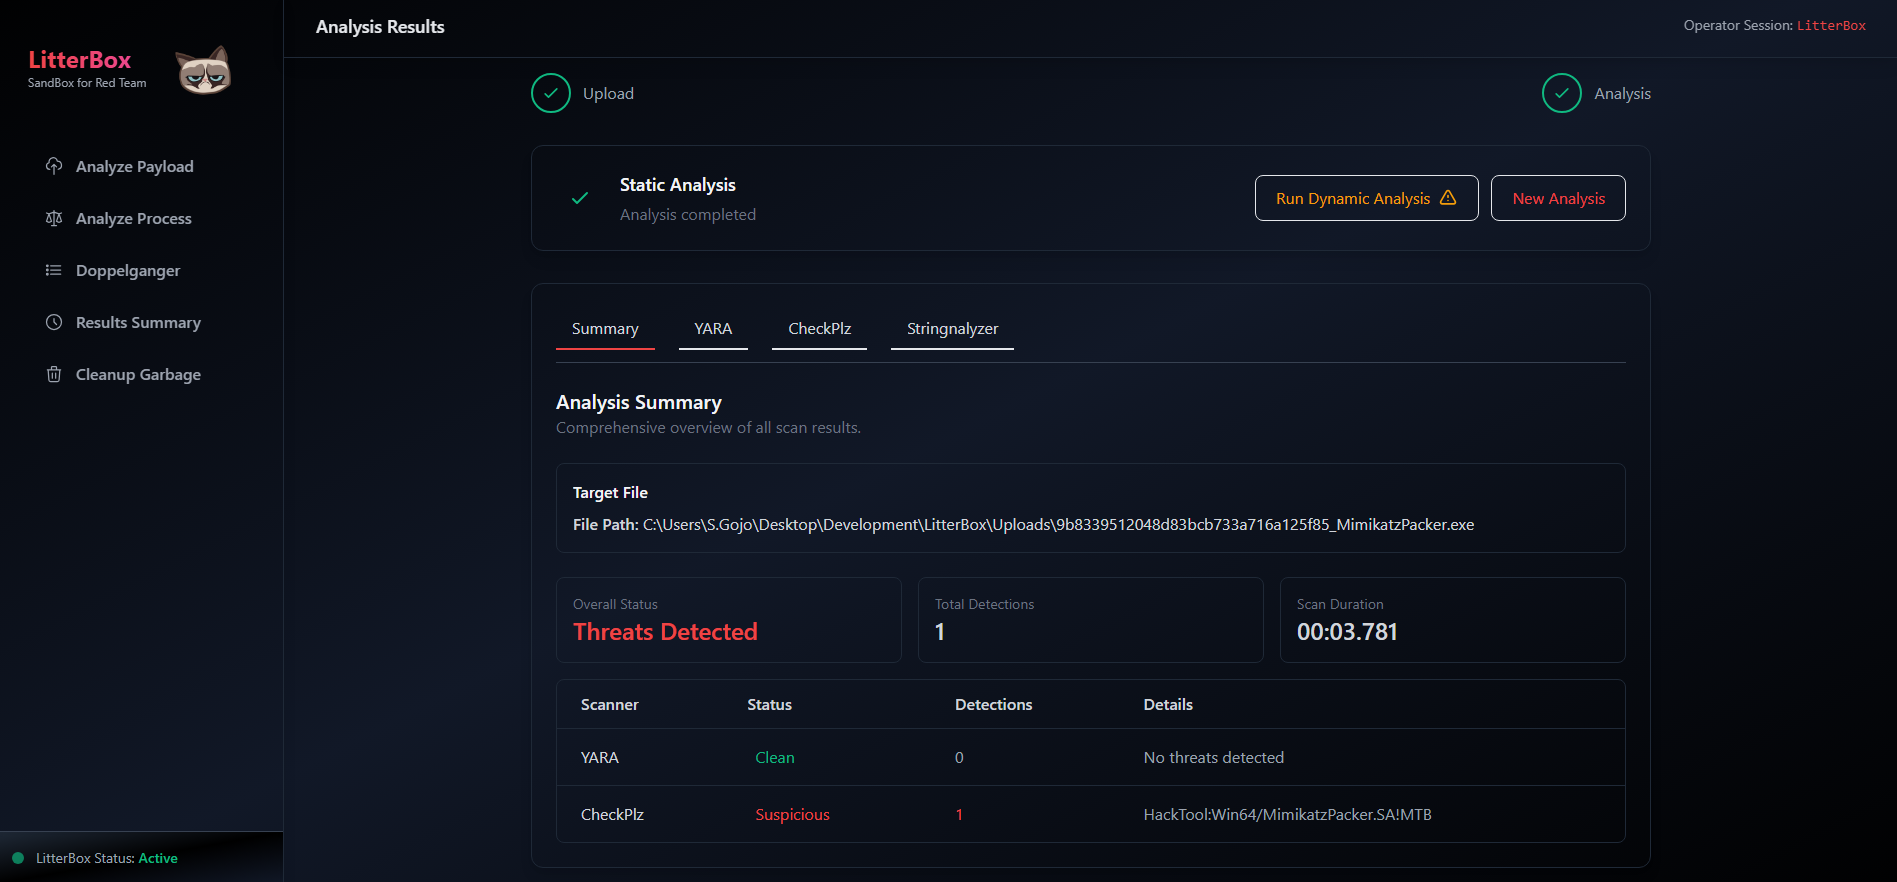 LitterBox
SandBox for Red Team
Analyze Payload
Analyze Process
Doppelganger
Results Summary
Cleanup Garbage
LitterBox Status: Active
Analysis Results
Operator Session: LitterBox
Upload
Analysis
Static Analysis
Analysis completed
Run Dynamic Analysis
New Analysis
Summary YARA CheckPlz Stringnalyzer
Analysis Summary
Comprehensive overview of all scan results.
Target File
File Path: C:\Users\S.Gojo\Desktop\Development\LitterBox\Uploads\9b8339512048d83bcb733a716a125f85_MimikatzPacker.exe
Overall Status
Threats Detected
Total Detections
1
Scan Duration
00:03.781
Scanner Status Detections Details
YARA Clean 0 No threats detected
CheckPlz Suspicious 1 HackTool:Win64/MimikatzPacker.SA!MTB